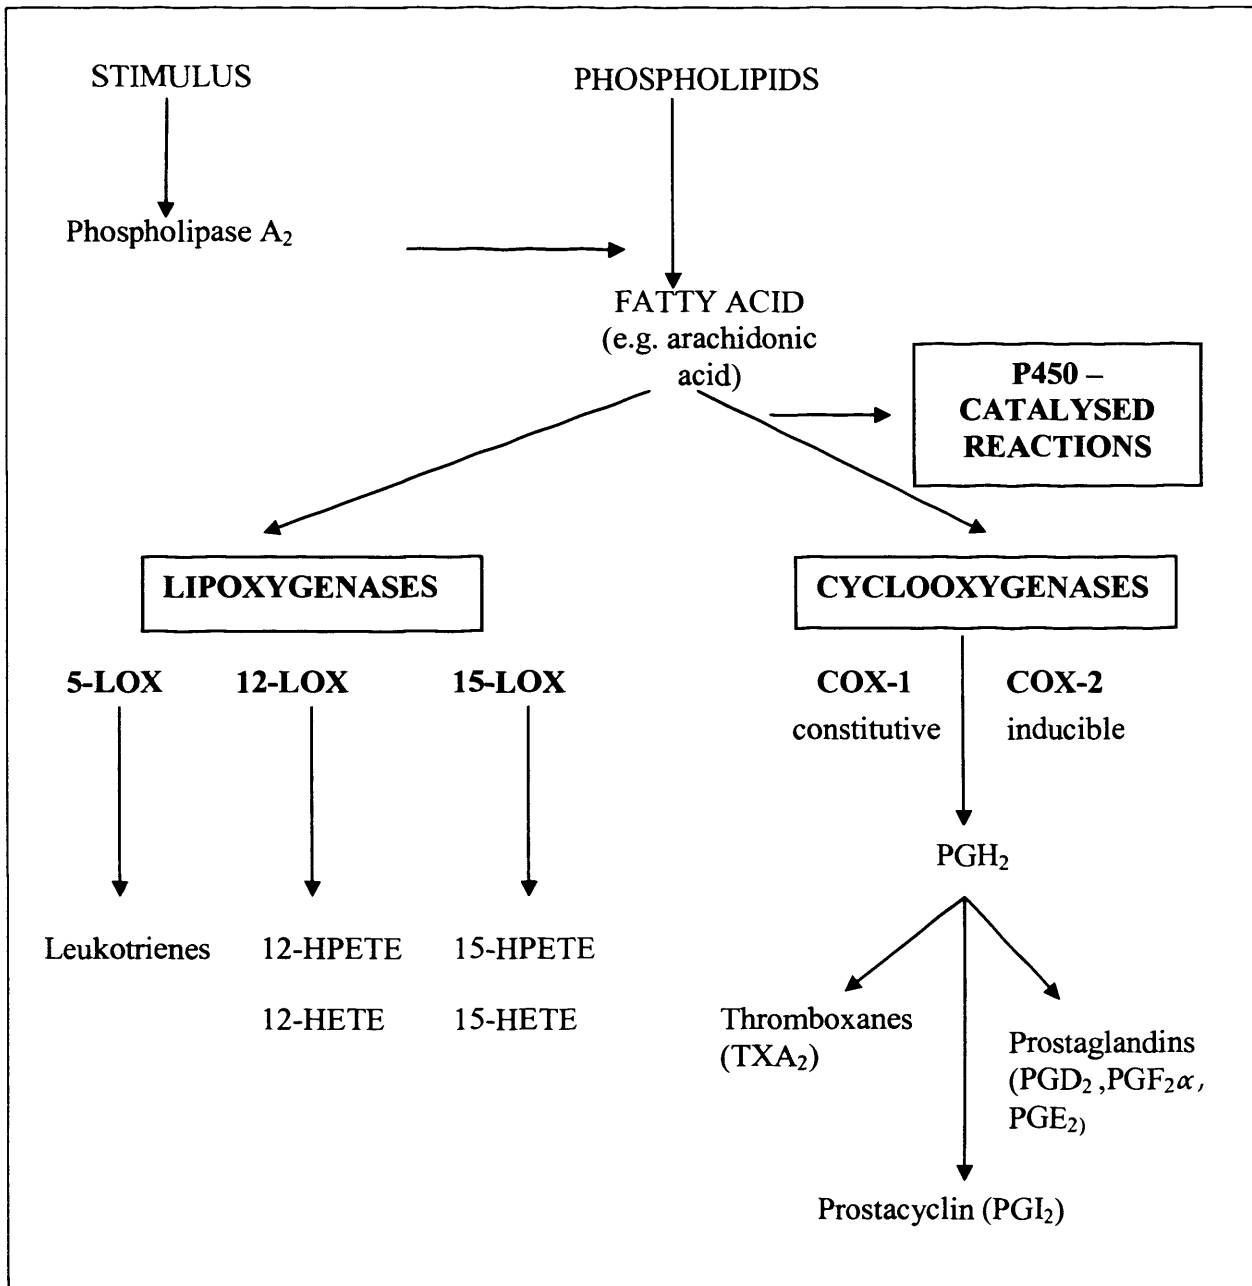 STIMULUS
PHOSPHOLIPIDS
Phospholipase A₂
FATTY ACID
(e.g. arachidonic
acid)
P450 –
CATALYSED
REACTIONS
LIPOXYGENASES
CYCLOOXYGENASES
5-LOX 12-LOX 15-LOX
COX-1 COX-2
constitutive inducible
PGH₂
Leukotrienes 12-HPETE 15-HPETE
12-HETE 15-HETE
Thromboxanes
(TXA₂)
Prostaglandins
(PGD₂ ,PGF₂α,
PGE₂₎
Prostacyclin (PGI₂)